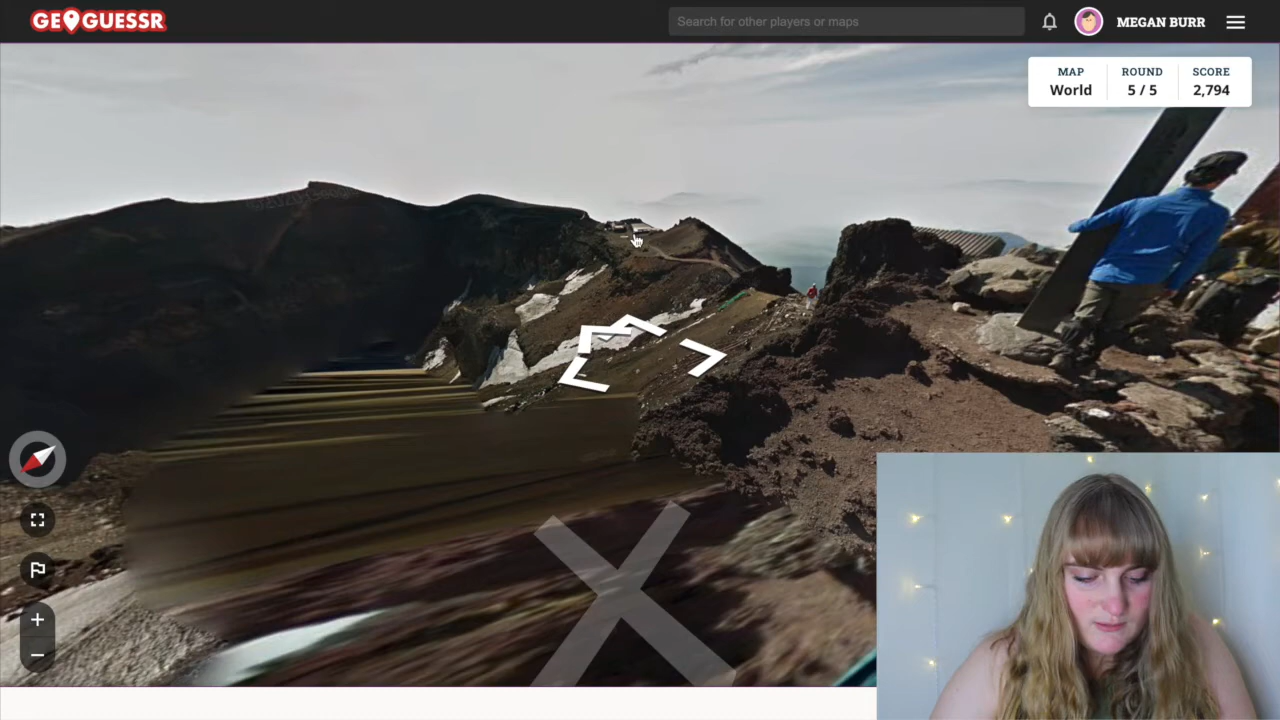 GEOGUESSR
Search for other players or maps
MEGAN BURR
MAP ROUND SCORE
World 5 / 5 2,794